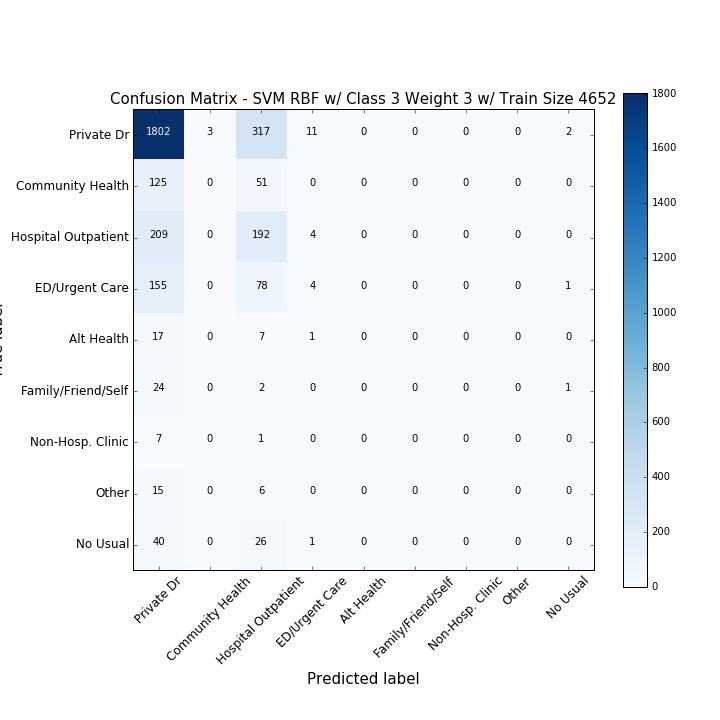 Confusion Matrix - SVM RBF w/ Class 3 Weight 3 w/ Train Size 4652
Private Dr 1802 3 317 11 0 0 0 0 2
Community Health 125 0 51 0 0 0 0 0 0
Hospital Outpatient 209 0 192 4 0 0 0 0 0
ED/Urgent Care 155 0 78 4 0 0 0 0 1
Alt Health 17 0 7 1 0 0 0 0 0
Family/Friend/Self 24 0 2 0 0 0 0 0 1
Non-Hosp. Clinic 7 0 1 0 0 0 0 0 0
Other 15 0 6 0 0 0 0 0 0
No Usual 40 0 26 1 0 0 0 0 0
Private Dr
Community Health
Hospital Outpatient
ED/Urgent Care
Alt Health
Family/Friend/Self
Non-Hosp. Clinic
Other
No Usual
Predicted label
1800
1600
1400
1200
1000
800
600
400
200
0